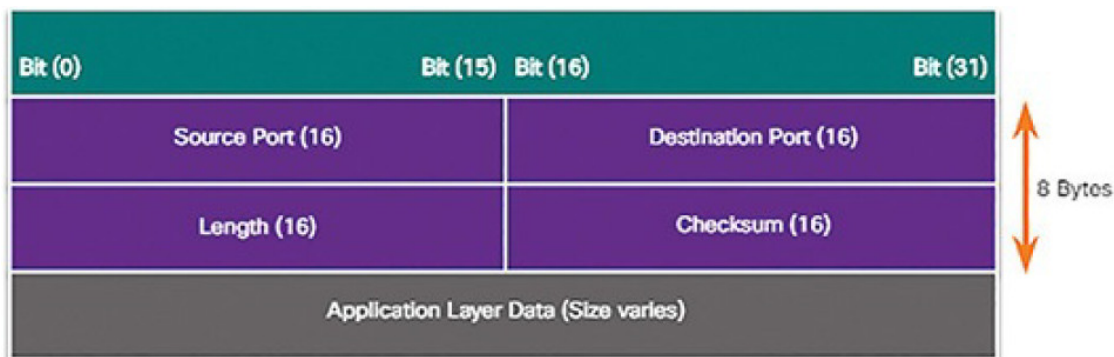 Bit (0) Bit (15) Bit (16) Bit (31)
Source Port (16) Destination Port (16)
8 Bytes
Length (16) Checksum (16)
Application Layer Data (Size varies)